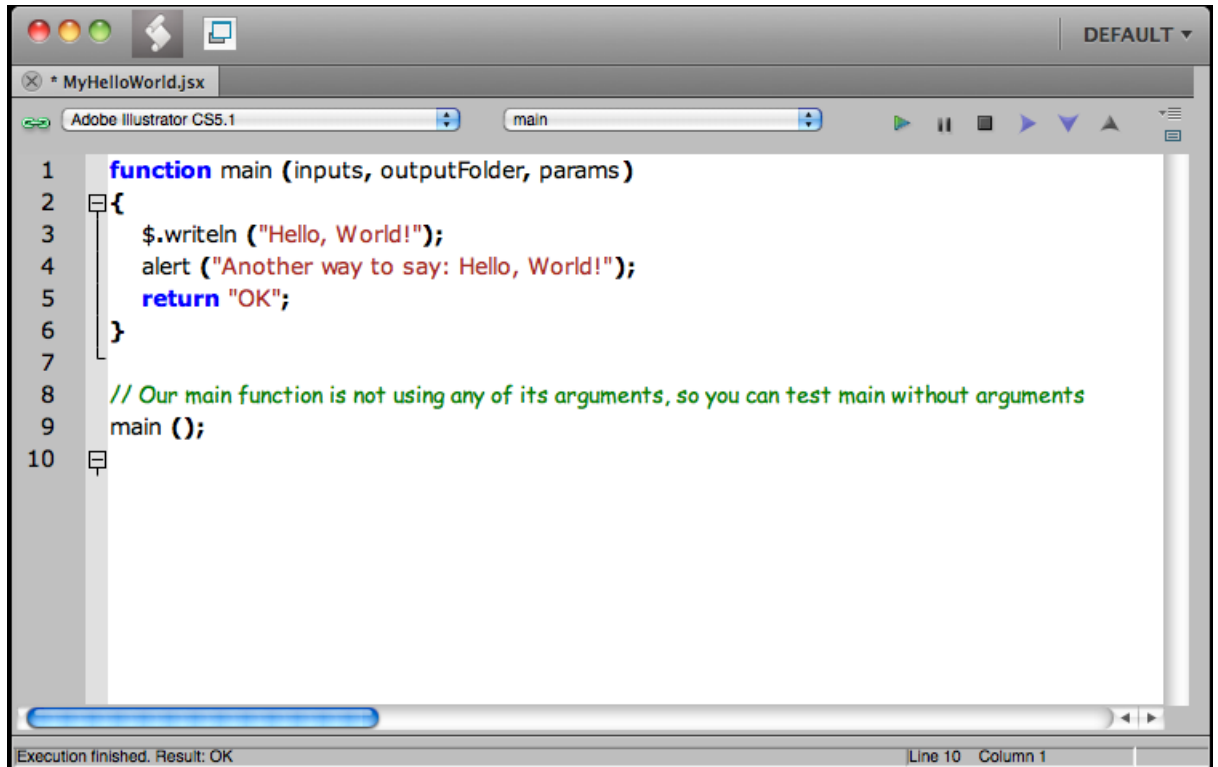 DEFAULT
* MyHelloWorld.jsx
Adobe Illustrator CS5.1 main
1 function main (inputs, outputFolder, params)
2 {
3 $.writeln ("Hello, World!");
4 alert ("Another way to say: Hello, World!");
5 return "OK";
6 }
7
8 // Our main function is not using any of its arguments, so you can test main without arguments
9 main ();
10
Execution finished. Result: OK Line 10 Column 1